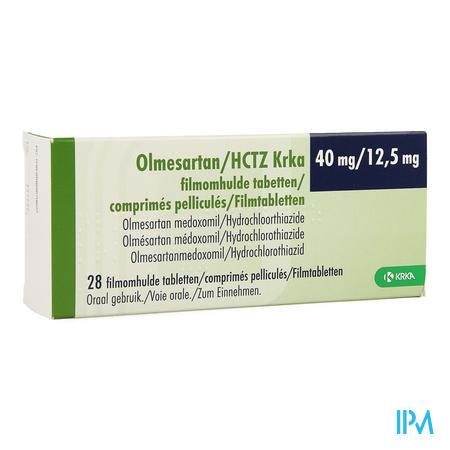 Olmesartan/HCTZ Krka
40 mg/12,5 mg
filmomhulde tabetten/
comprimés pelliculés/Filmtabletten
Olmesartan medoxomil/Hydrochloorthiazide
Olmésartan médoxomil/Hydrochlorothiazide
Olmesartanmedoxomil/Hydrochlorothiazid
28 filmomhulde tabletten/comprimés pelliculés/Filmtabletten
Oraal gebruik./Voie orale./Zum Einnehmen.
KRKA
IPM